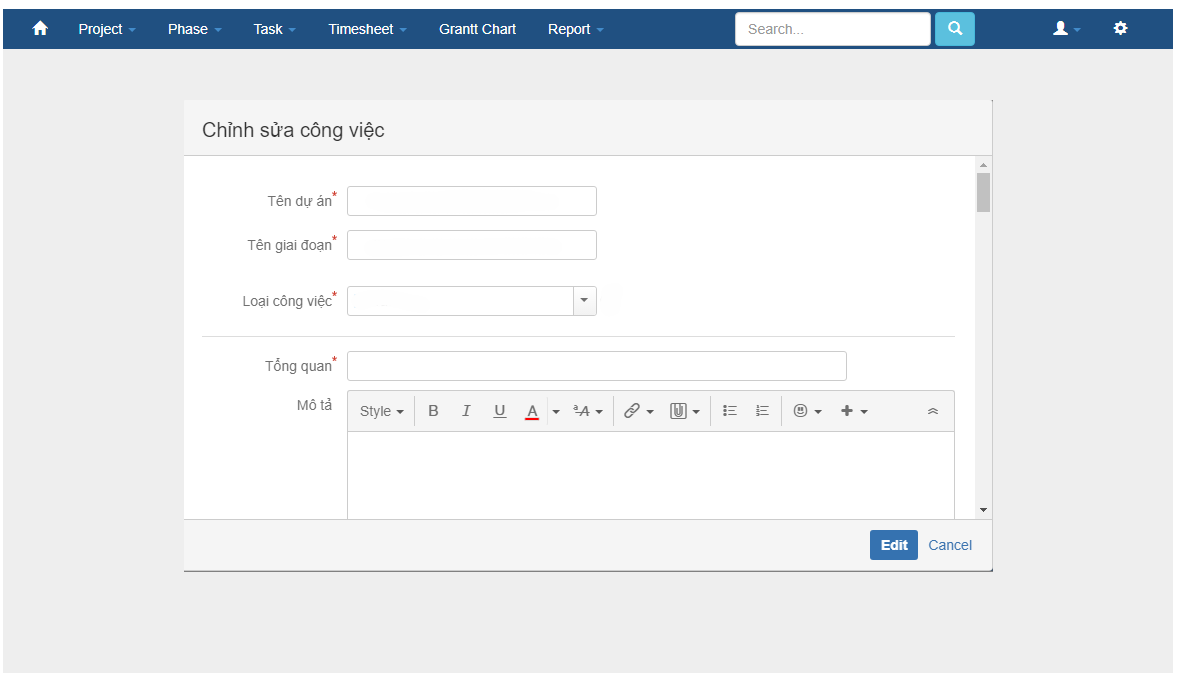 Project Phase Task Timesheet Grantt Chart Report Search...
Chỉnh sửa công việc
Tên dự án*
Tên giai đoạn*
Loại công việc*
Tổng quan*
Mô tả
Style B I U A ªA
Edit Cancel